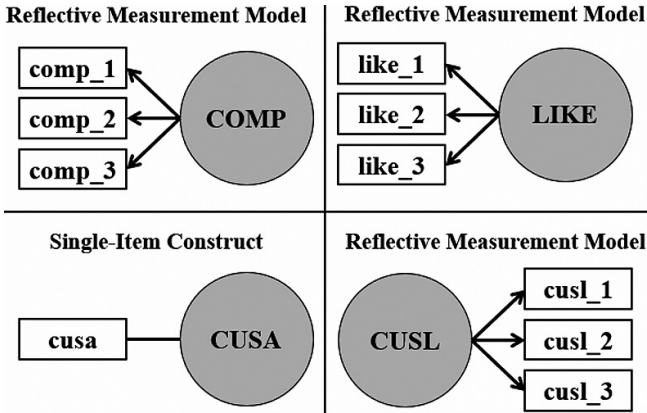 Reflective Measurement Model
comp_1
comp_2
comp_3
COMP
Reflective Measurement Model
like_1
like_2
like_3
LIKE
Single-Item Construct
cusa
CUSA
Reflective Measurement Model
CUSL
cusl_1
cusl_2
cusl_3